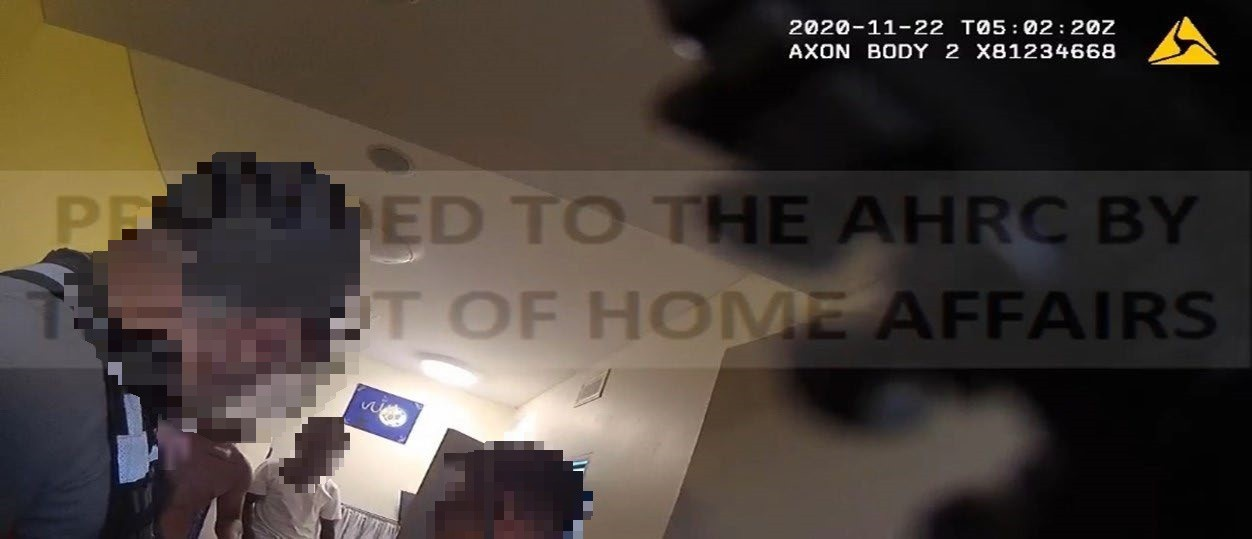 2020-11-22 T05:02:20Z
AXON BODY 2 X81234668
TO THE AHRC BY
OF HOME AFFAIRS